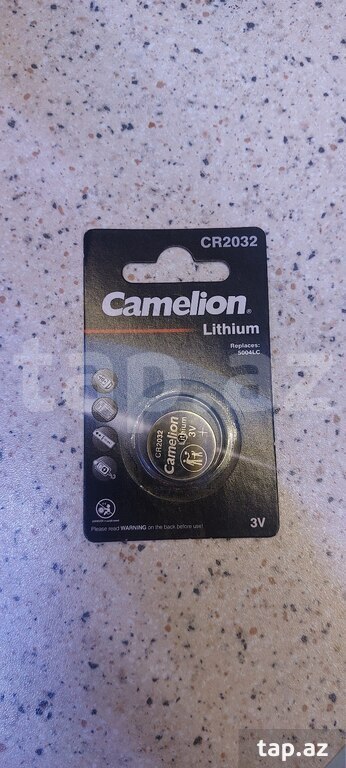 CR2032
Camelion®
Lithium
Replaces:
5004LC
tap.az
CR2032
Camelion
Lithium
3V
+
Please read WARNING on the back before use!
3V
tap.az